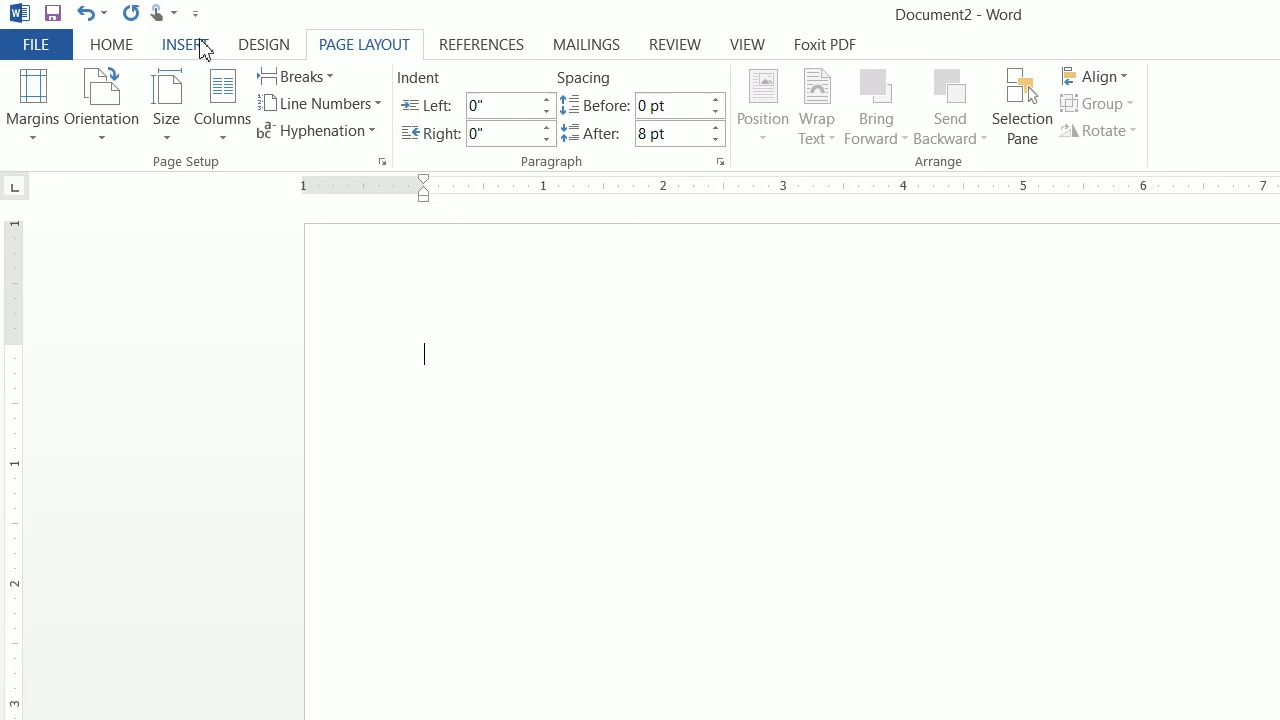 Document2 - Word
FILE HOME INSERT DESIGN PAGE LAYOUT REFERENCES MAILINGS REVIEW VIEW Foxit PDF
Margins Orientation Size Columns
Breaks
Line Numbers
Hyphenation
Page Setup
Indent
Left: 0"
Right: 0"
Spacing
Before: 0 pt
After: 8 pt
Paragraph
Position
Wrap
Text
Bring
Forward
Send
Backward
Selection
Pane
Align
Group
Rotate
Arrange
L
1 1 2 3 4 5 6 7
1
1
2
3